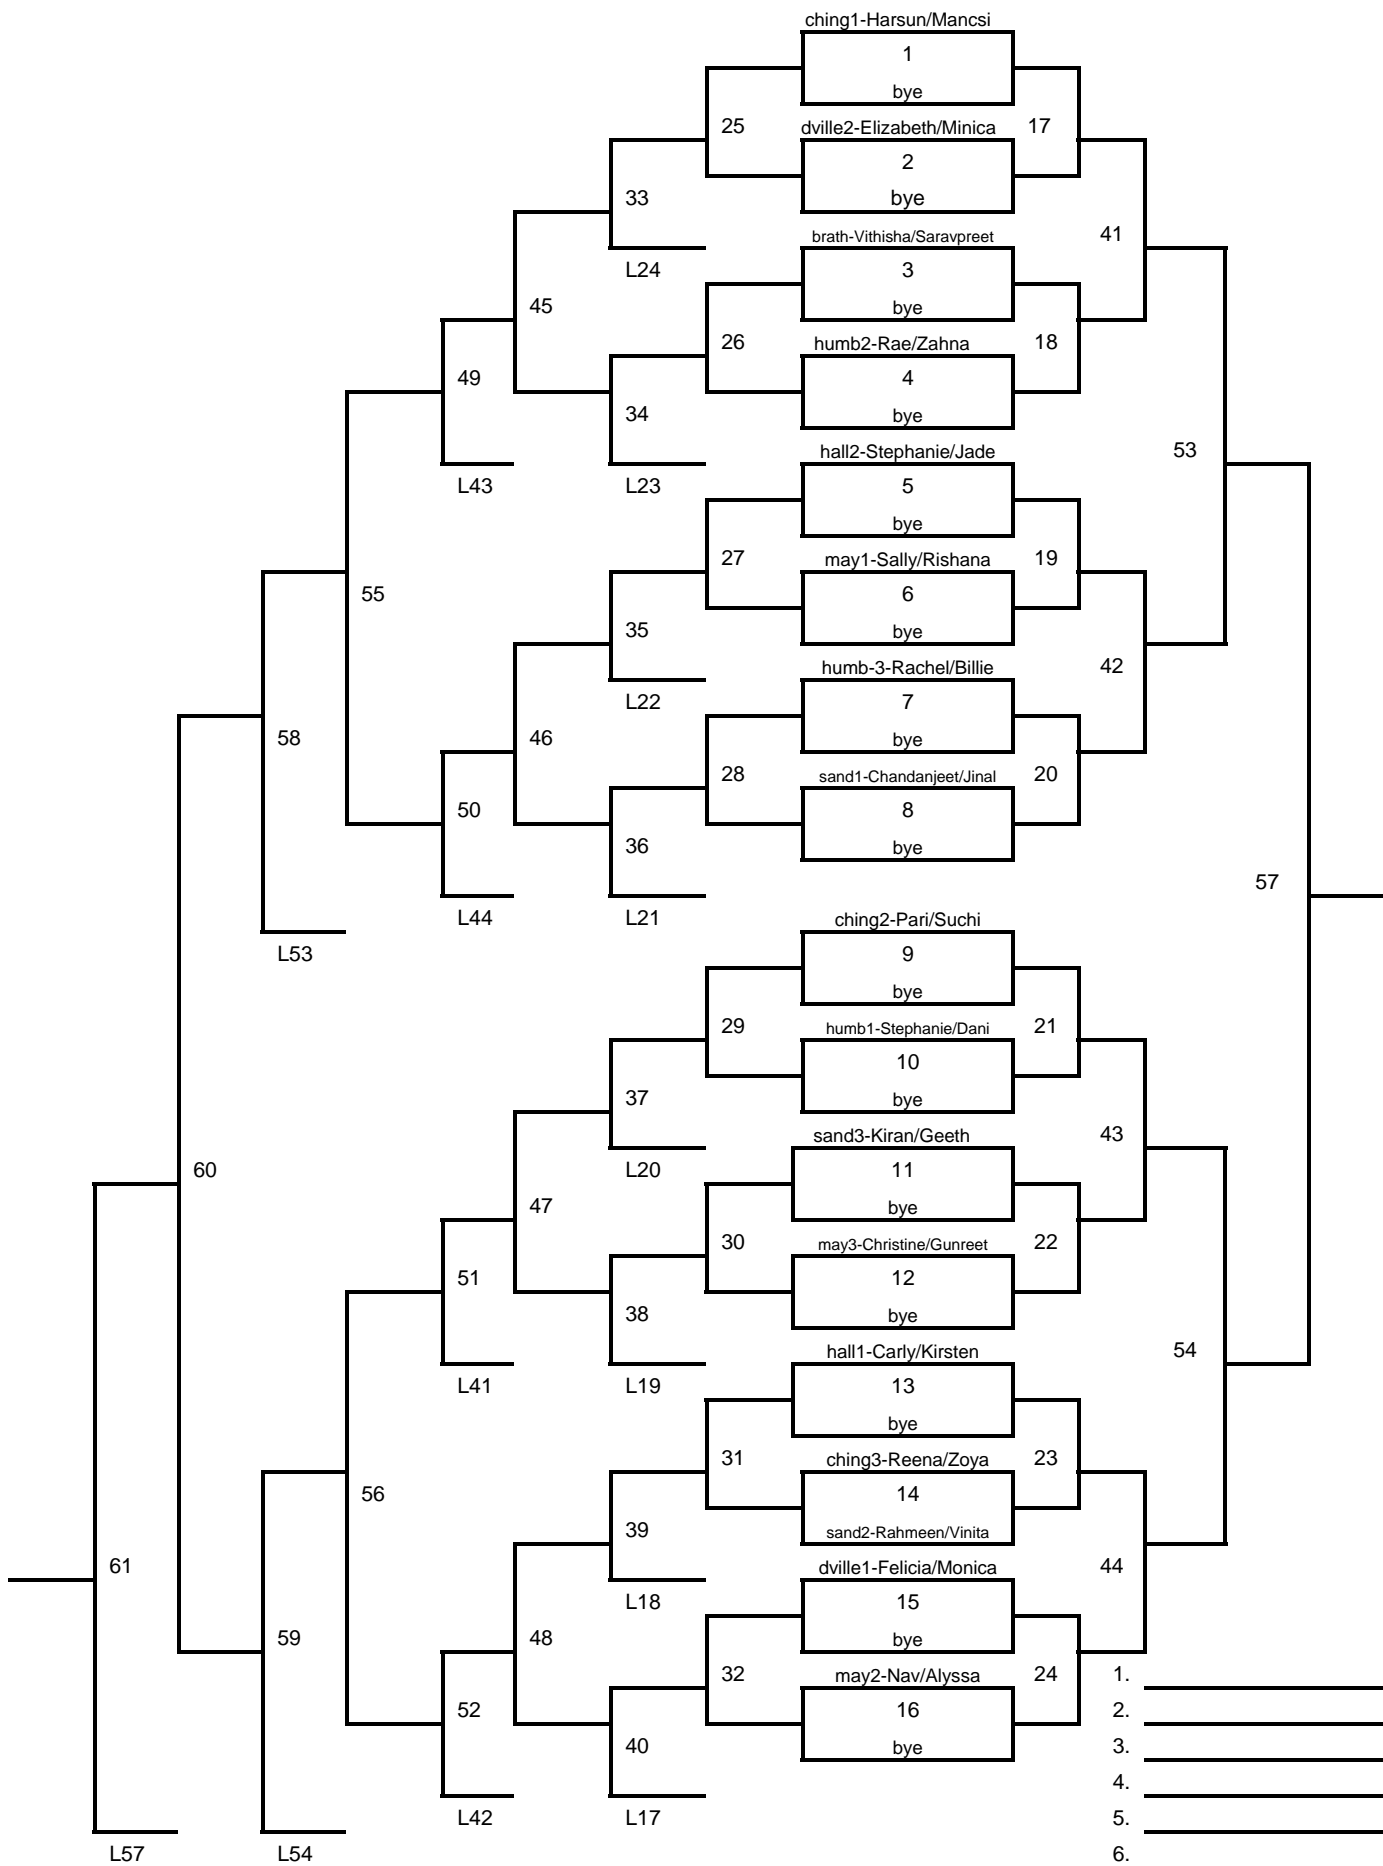 ching1-Harsun/Mancsi
1
bye
25
dville2-Elizabeth/Minica
17
2
bye
33
brath-Vithisha/Saravpreet
41
L24
3
bye
45
26
humb2-Rae/Zahna
18
4
bye
49
34
hall2-Stephanie/Jade
53
L43
L23
5
bye
27
may1-Sally/Rishana
19
55
6
bye
35
humb-3-Rachel/Billie
42
L22
7
bye
58
46
28
sand1-Chandanjeet/Jinal
20
50
8
bye
36
57
L44
L21
ching2-Pari/Suchi
L53
9
bye
29
humb1-Stephanie/Dani
21
10
bye
37
sand3-Kiran/Geeth
43
60
L20
11
bye
47
30
may3-Christine/Gunreet
22
51
12
bye
38
hall1-Carly/Kirsten
54
L41
L19
13
bye
31
ching3-Reena/Zoya
23
56
14
39
sand2-Rahmeen/Vinita
61
dville1-Felicia/Monica
44
L18
15
bye
59
48
32
may2-Nav/Alyssa
24
1.
52
16
2.
40
bye
3.
4.
L42
L17
5.
L57
L54
6.